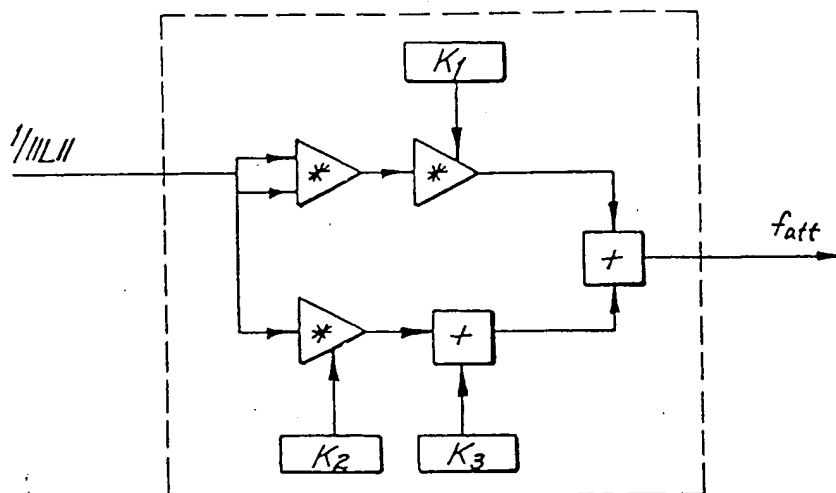 K1
1/||L||
*
*
fatt
+
*
+
K2
K3